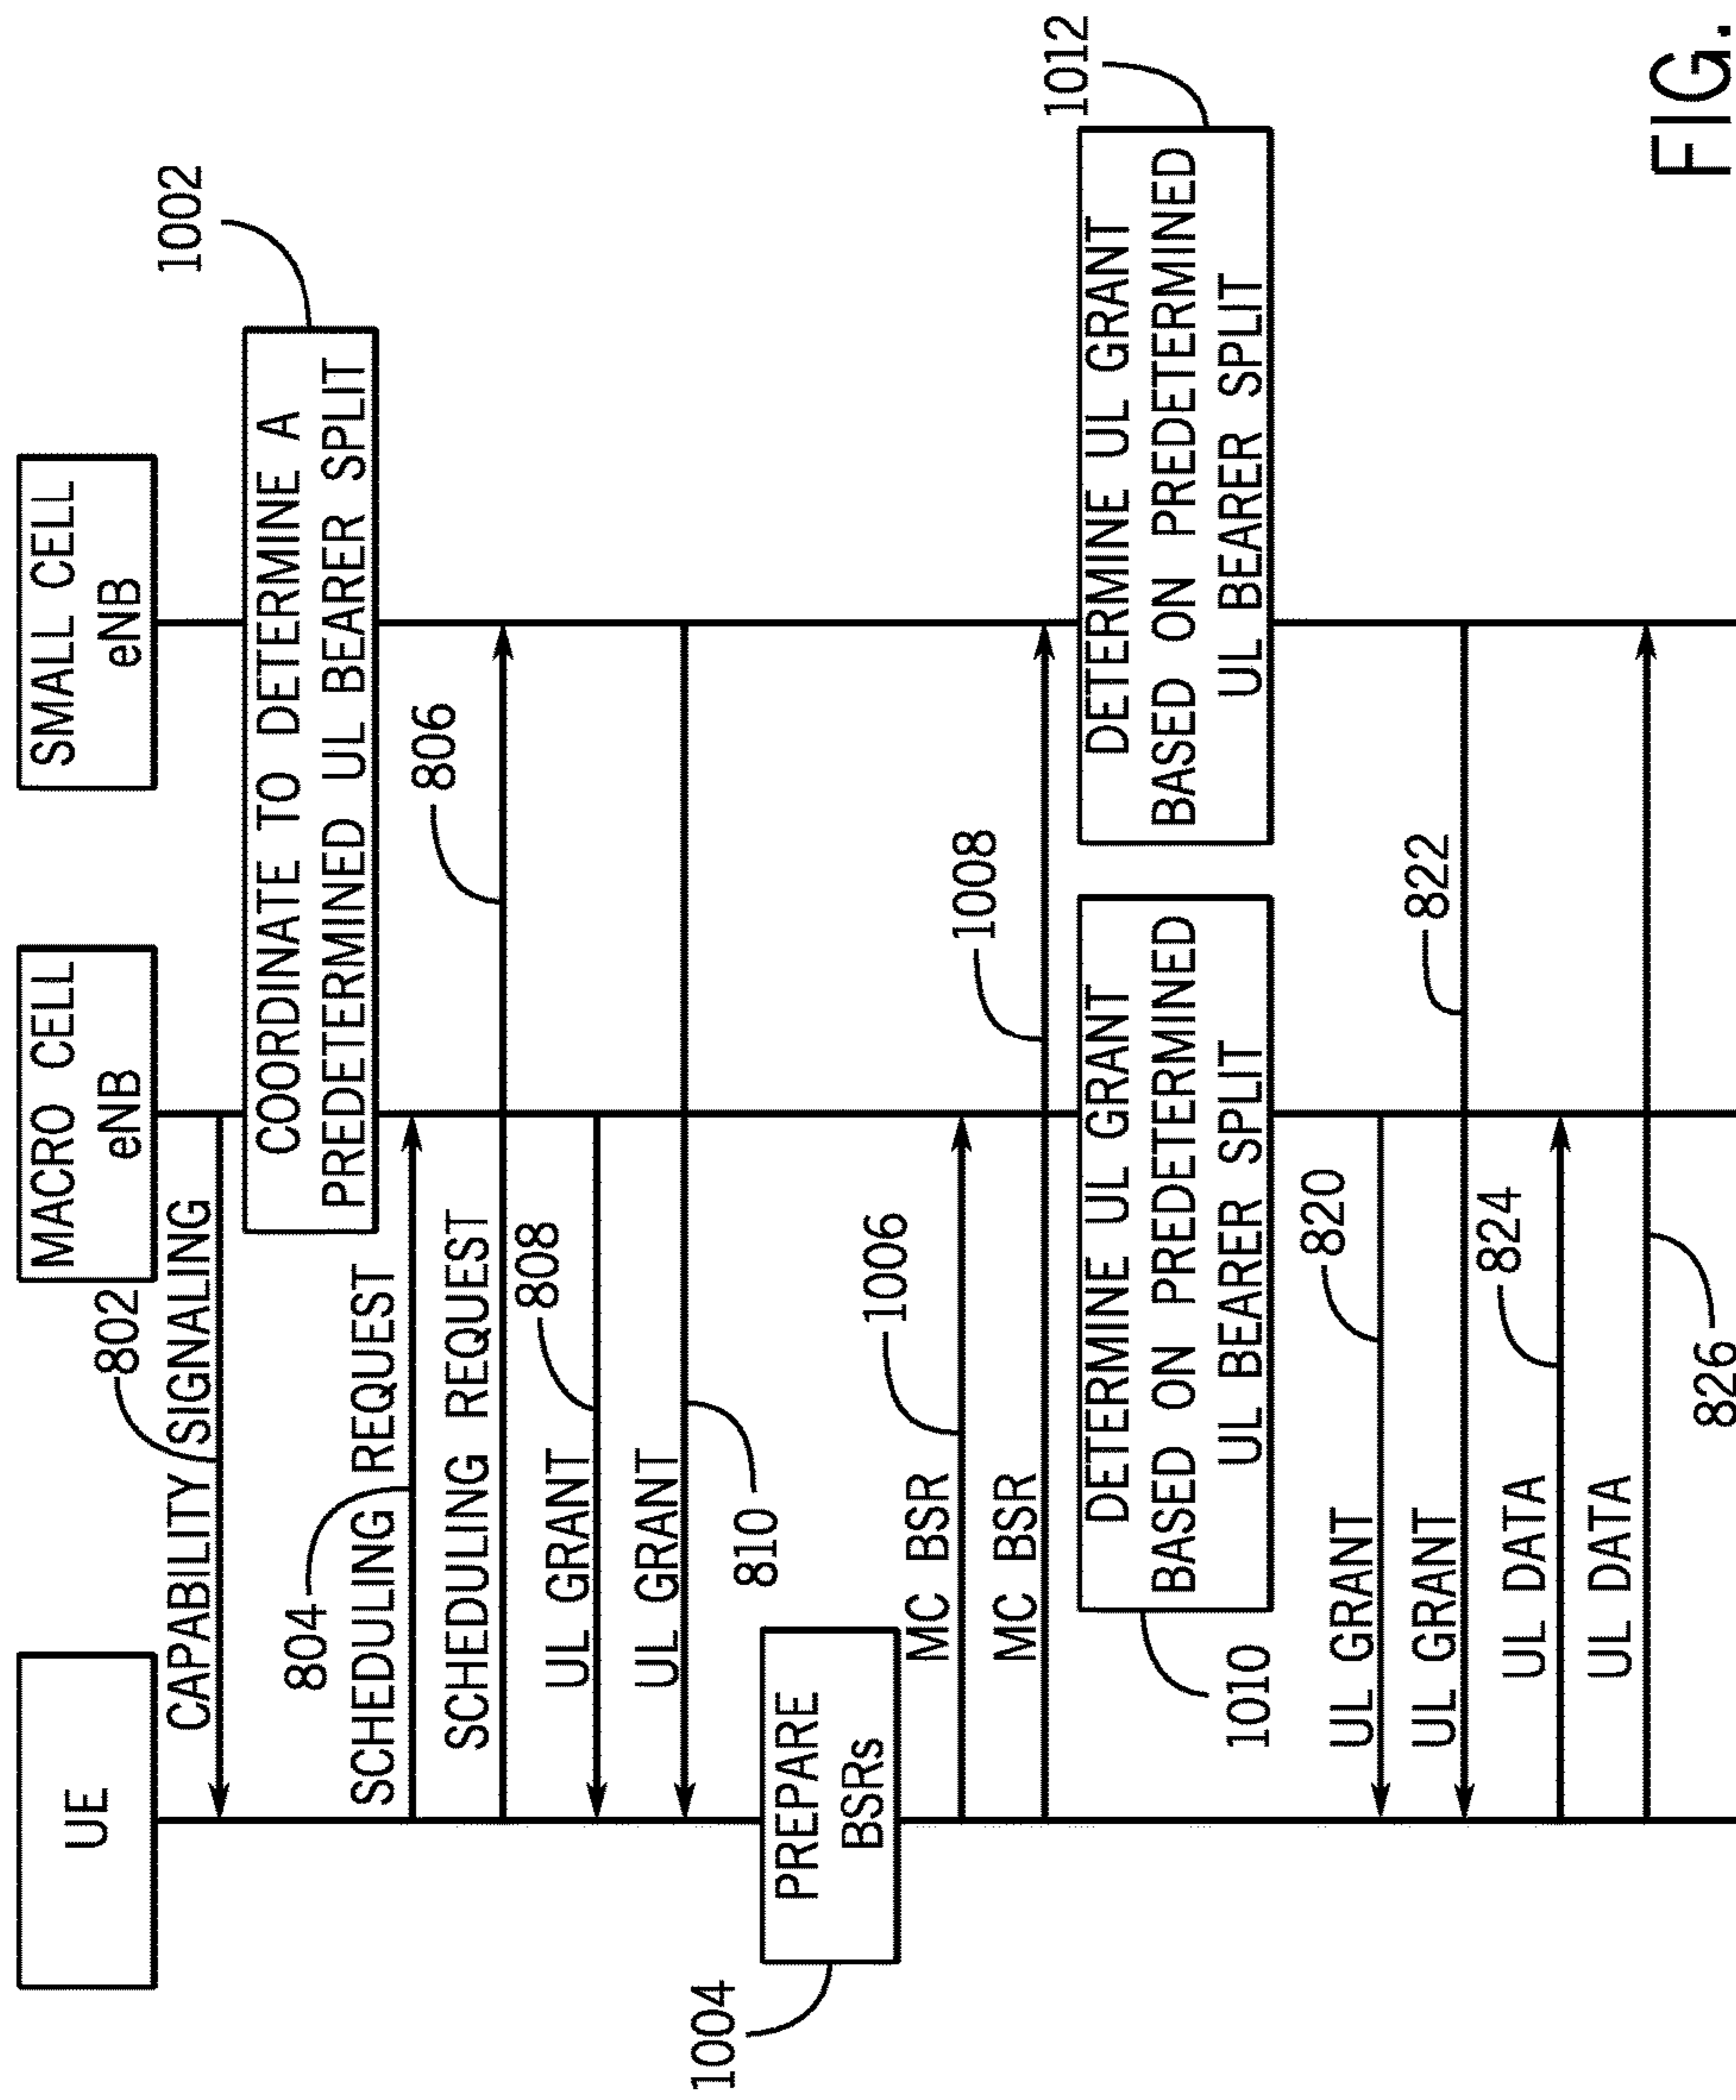 UE
MACRO CELL
eNB
SMALL CELL
eNB
802
CAPABILITY SIGNALING
1002
COORDINATE TO DETERMINE A
PREDETERMINED UL BEARER SPLIT
804
SCHEDULING REQUEST
806
SCHEDULING REQUEST
808
UL GRANT
UL GRANT
810
1004
PREPARE
BSRs
1006
MC BSR
1008
MC BSR
1010
DETERMINE UL GRANT
BASED ON PREDETERMINED
UL BEARER SPLIT
1012
DETERMINE UL GRANT
BASED ON PREDETERMINED
UL BEARER SPLIT
820
UL GRANT
822
UL GRANT
824
UL DATA
UL DATA
826
FIG.